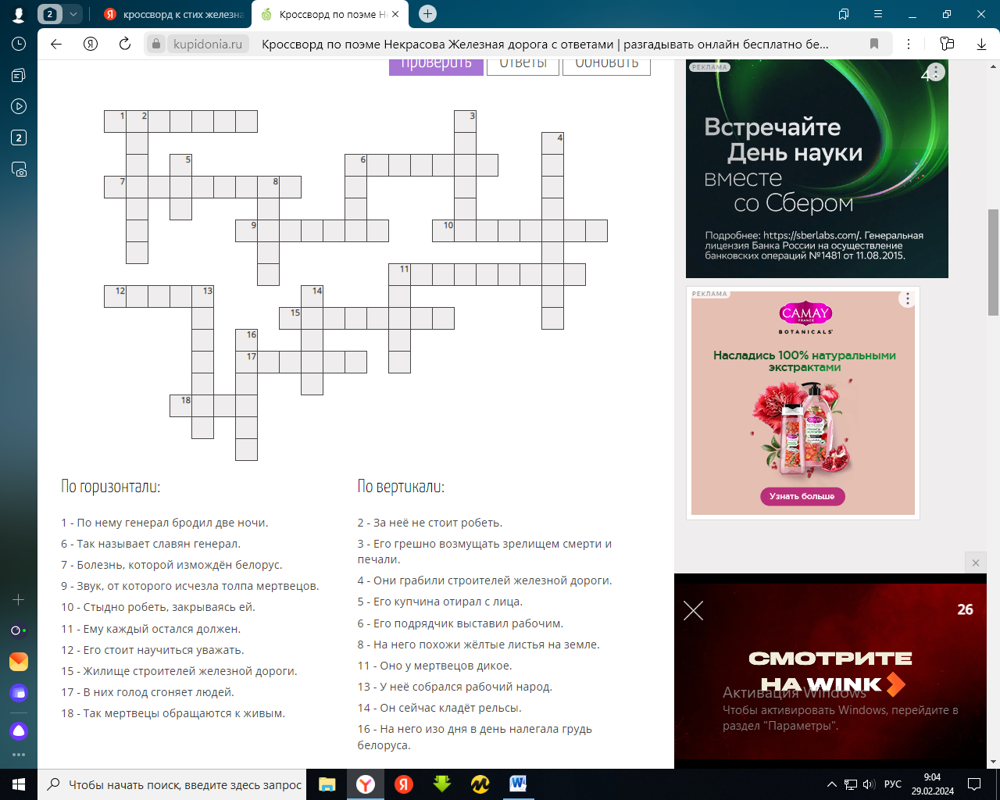 2
кроссворд к стих железна
Кроссворд по поэме Н
kupidonia.ru
Кроссворд по поэме Некрасова Железная дорога с ответами | разгадывать онлайн бесплатно бе...
2
Проверить
Ответы
Обновить
1 2 3
4
5 6
7 8
9 10
11
12 13 14
15
16
17
18
По горизонтали:
1 - По нему генерал бродил две ночи.
6 - Так называет славян генерал.
7 - Болезнь, которой измождён белорус.
9 - Звук, от которого исчезла толпа мертвецов.
10 - Стыдно робеть, закрываясь ей.
11 - Ему каждый остался должен.
12 - Его стоит научиться уважать.
15 - Жилище строителей железной дороги.
17 - В них голод сгоняет людей.
18 - Так мертвецы обращаются к живым.
По вертикали:
2 - За неё не стоит робеть.
3 - Его грешно возмущать зрелищем смерти и
печали.
4 - Они грабили строителей железной дороги.
5 - Его купчина отирал с лица.
6 - Его подрядчик выставил рабочим.
8 - На него похожи жёлтые листья на земле.
11 - Оно у мертвецов дикое.
13 - У неё собрался рабочий народ.
14 - Он сейчас кладёт рельсы.
16 - На него изо дня в день налегала грудь
белоруса.
РЕКЛАМА
Встречайте
День науки
вместе
со Сбером
Подробнее: https://sberlabs.com/. Генеральная
лицензия Банка России на осуществление
банковских операций №1481 от 11.08.2015.
РЕКЛАМА
CAMAY
FRANCE
BOTANICALS
Насладись 100% натуральными
экстрактами
Узнать больше
26
СМОТРИТЕ
НА WINK
Активация Windows
Чтобы активировать Windows, перейдите в
раздел "Параметры".
Чтобы начать поиск, введите здесь запрос
РУС
9:04
29.02.2024